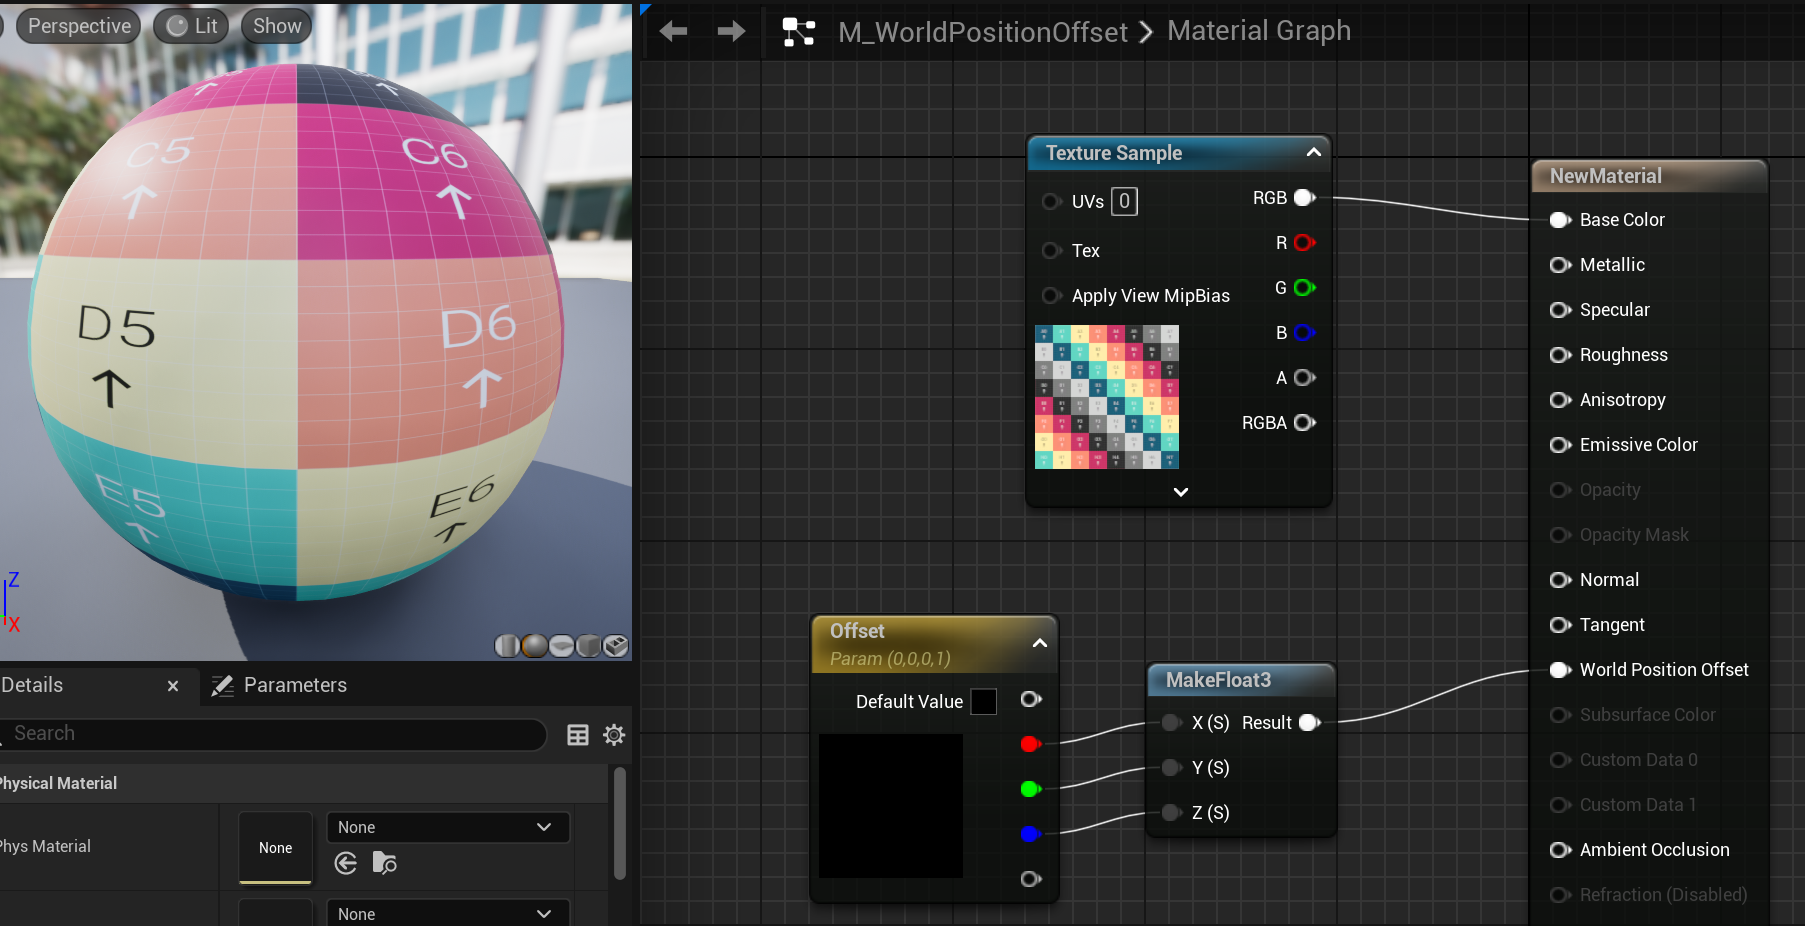 Perspective
Lit
Show
C5
C6
D5
D6
E5
E6
Z
X
Details
Parameters
Search
Physical Material
Phys Material
None
None
None
M_WorldPositionOffset
Material Graph
Texture Sample
UVs 0
Tex
Apply View MipBias
RGB
R
G
B
A
RGBA
Offset
Param (0,0,0,1)
Default Value
MakeFloat3
X (S) Result
Y (S)
Z (S)
NewMaterial
Base Color
Metallic
Specular
Roughness
Anisotropy
Emissive Color
Opacity
Opacity Mask
Normal
Tangent
World Position Offset
Subsurface Color
Custom Data 0
Custom Data 1
Ambient Occlusion
Refraction (Disabled)